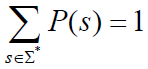 ∑_{s∈Σ*} P(s) = 1